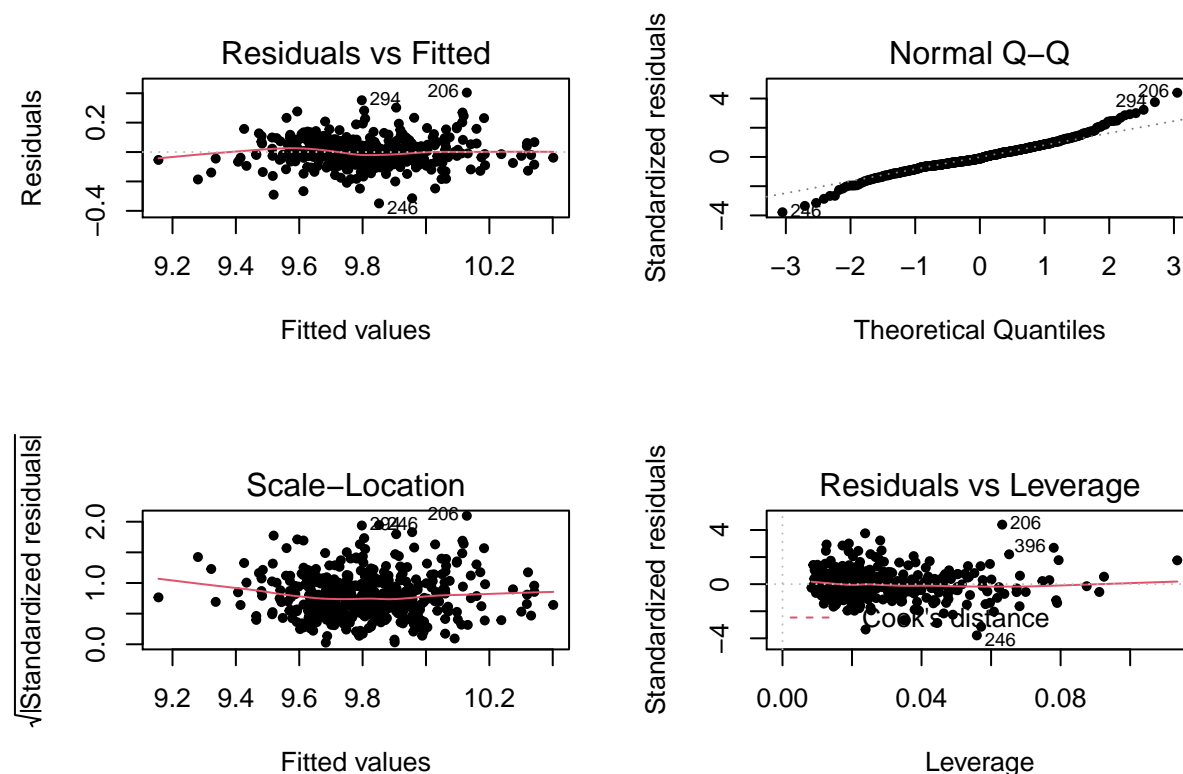 Residuals vs Fitted
Residuals
0.2
−0.4
294
206
246
9.2 9.4 9.6 9.8 10.2
Fitted values
Normal Q−Q
Standardized residuals
4
0
−4
206
294
246
−3 −2 −1 0 1 2 3
Theoretical Quantiles
Scale−Location
√|Standardized residuals|
2.0
1.0
0.0
294
246
206
9.2 9.4 9.6 9.8 10.2
Fitted values
Residuals vs Leverage
Standardized residuals
4
0
−4
206
396
Cook's distance
246
0.00 0.04 0.08
Leverage